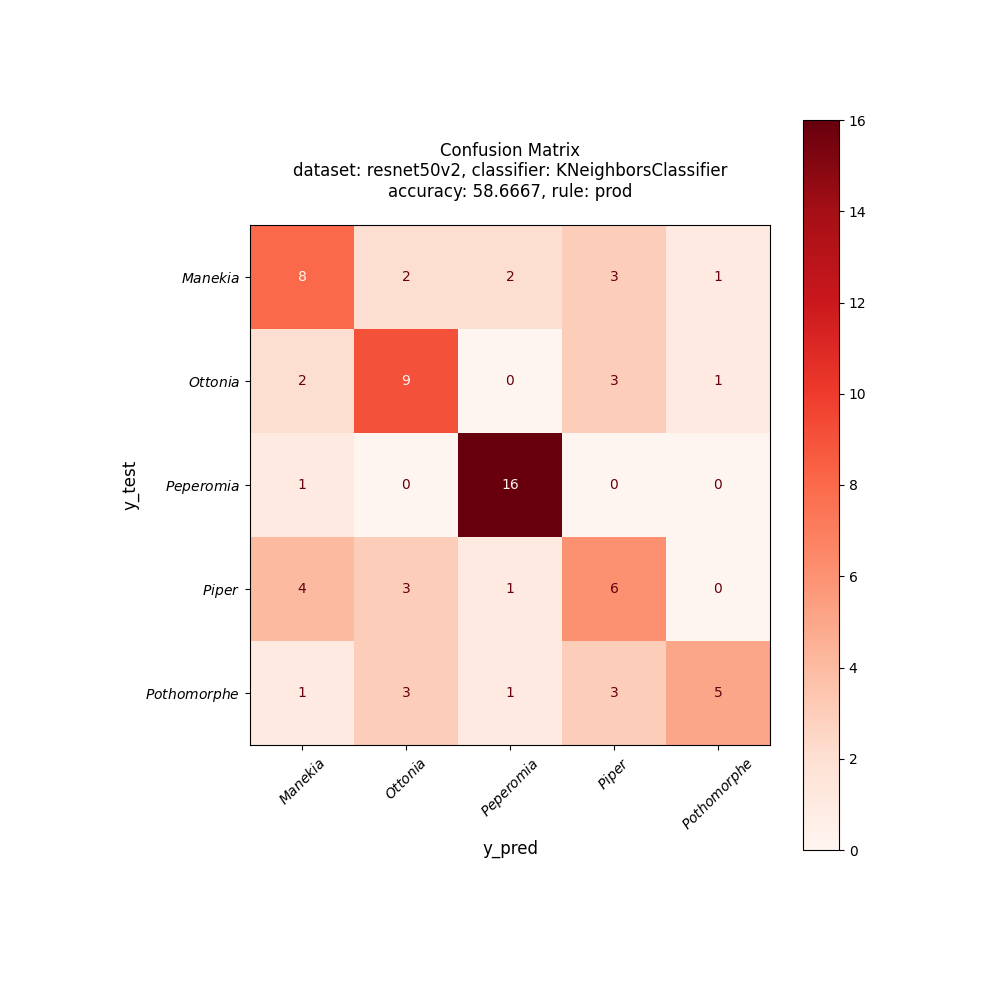 Confusion Matrix
dataset: resnet50v2, classifier: KNeighborsClassifier
accuracy: 58.6667, rule: prod
Manekia 8 2 2 3 1
Ottonia 2 9 0 3 1
Peperomia 1 0 16 0 0
Piper 4 3 1 6 0
Pothomorphe 1 3 1 3 5
Manekia Ottonia Peperomia Piper Pothomorphe
y_pred
y_test
16
14
12
10
8
6
4
2
0